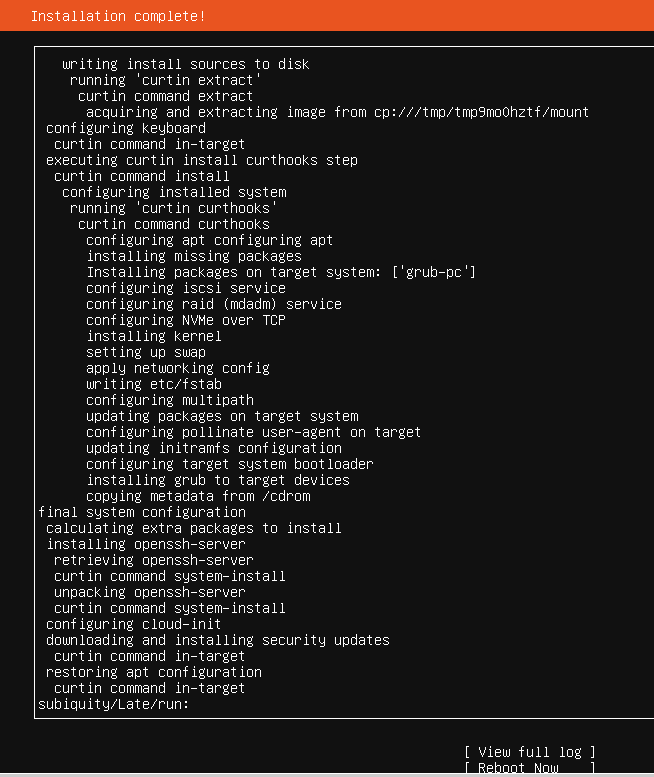 Installation complete!
writing install sources to disk
running 'curtin extract'
curtin command extract
acquiring and extracting image from cp:///tmp/tmp9mo0hztf/mount
configuring keyboard
curtin command in-target
executing curtin install curthooks step
curtin command install
configuring installed system
running 'curtin curthooks'
curtin command curthooks
configuring apt configuring apt
installing missing packages
Installing packages on target system: ['grub-pc']
configuring iscsi service
configuring raid (mdadm) service
configuring NVMe over TCP
installing kernel
setting up swap
apply networking config
writing etc/fstab
configuring multipath
updating packages on target system
configuring pollinate user-agent on target
updating initramfs configuration
configuring target system bootloader
installing grub to target devices
copying metadata from /cdrom
final system configuration
calculating extra packages to install
installing openssh-server
retrieving openssh-server
curtin command system-install
unpacking openssh-server
curtin command system-install
configuring cloud-init
downloading and installing security updates
curtin command in-target
restoring apt configuration
curtin command in-target
subiquity/Late/run:
[ View full log ]
[ Reboot Now ]